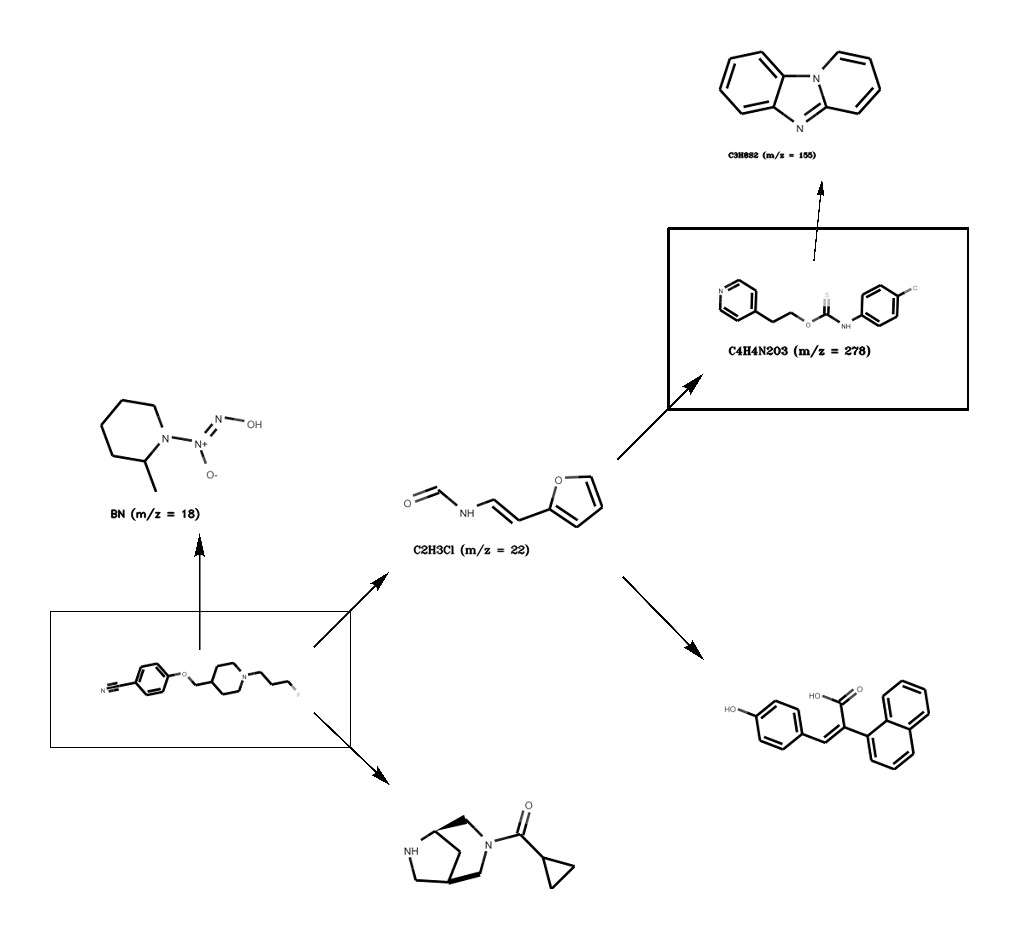 N
N
C3H8S2 (m/z = 155)
N
S
O
NH
C
C4H4N2O3 (m/z = 278)
N
N+
N
OH
O-
BN (m/z = 18)
O
NH
O
C2H3Cl (m/z = 22)
N
O
N
F
HO
HO
O
O
NH
N